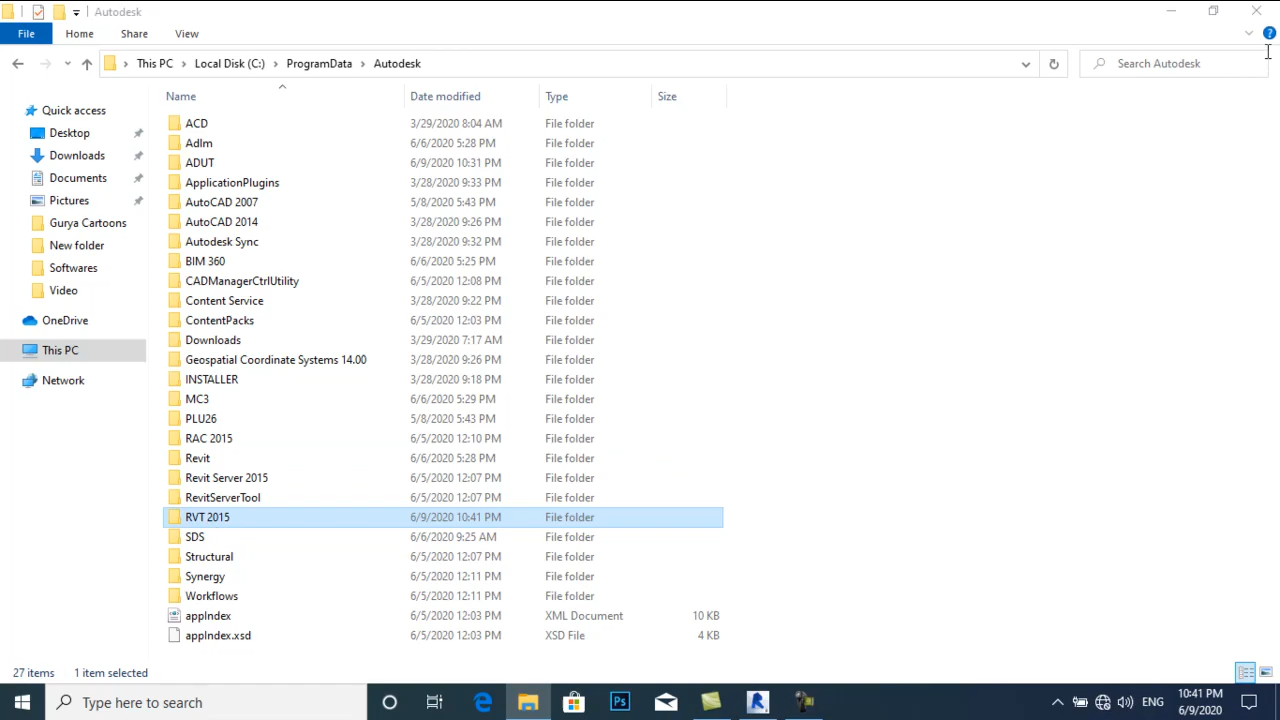 Autodesk
File Home Share View
This PC Local Disk (C:) ProgramData Autodesk Search Autodesk
Name Date modified Type Size
Quick access
Desktop
Downloads
Documents
Pictures
Gurya Cartoons
New folder
Softwares
Video
OneDrive
This PC
Network
ACD 3/29/2020 8:04 AM File folder
Adlm 6/6/2020 5:28 PM File folder
ADUT 6/9/2020 10:31 PM File folder
ApplicationPlugins 3/28/2020 9:33 PM File folder
AutoCAD 2007 5/8/2020 5:43 PM File folder
AutoCAD 2014 3/28/2020 9:26 PM File folder
Autodesk Sync 3/28/2020 9:32 PM File folder
BIM 360 6/6/2020 5:25 PM File folder
CADManagerCtrlUtility 6/5/2020 12:08 PM File folder
Content Service 3/28/2020 9:22 PM File folder
ContentPacks 6/5/2020 12:03 PM File folder
Downloads 3/29/2020 7:17 AM File folder
Geospatial Coordinate Systems 14.00 3/28/2020 9:26 PM File folder
INSTALLER 3/28/2020 9:18 PM File folder
MC3 6/6/2020 5:29 PM File folder
PLU26 5/8/2020 5:43 PM File folder
RAC 2015 6/5/2020 12:10 PM File folder
Revit 6/6/2020 5:28 PM File folder
Revit Server 2015 6/5/2020 12:07 PM File folder
RevitServerTool 6/5/2020 12:07 PM File folder
RVT 2015 6/9/2020 10:41 PM File folder
SDS 6/6/2020 9:25 AM File folder
Structural 6/5/2020 12:07 PM File folder
Synergy 6/5/2020 12:11 PM File folder
Workflows 6/5/2020 12:11 PM File folder
appIndex 6/5/2020 12:03 PM XML Document 10 KB
appIndex.xsd 6/5/2020 12:03 PM XSD File 4 KB
27 items 1 item selected
Type here to search Ps R ENG 10:41 PM
6/9/2020